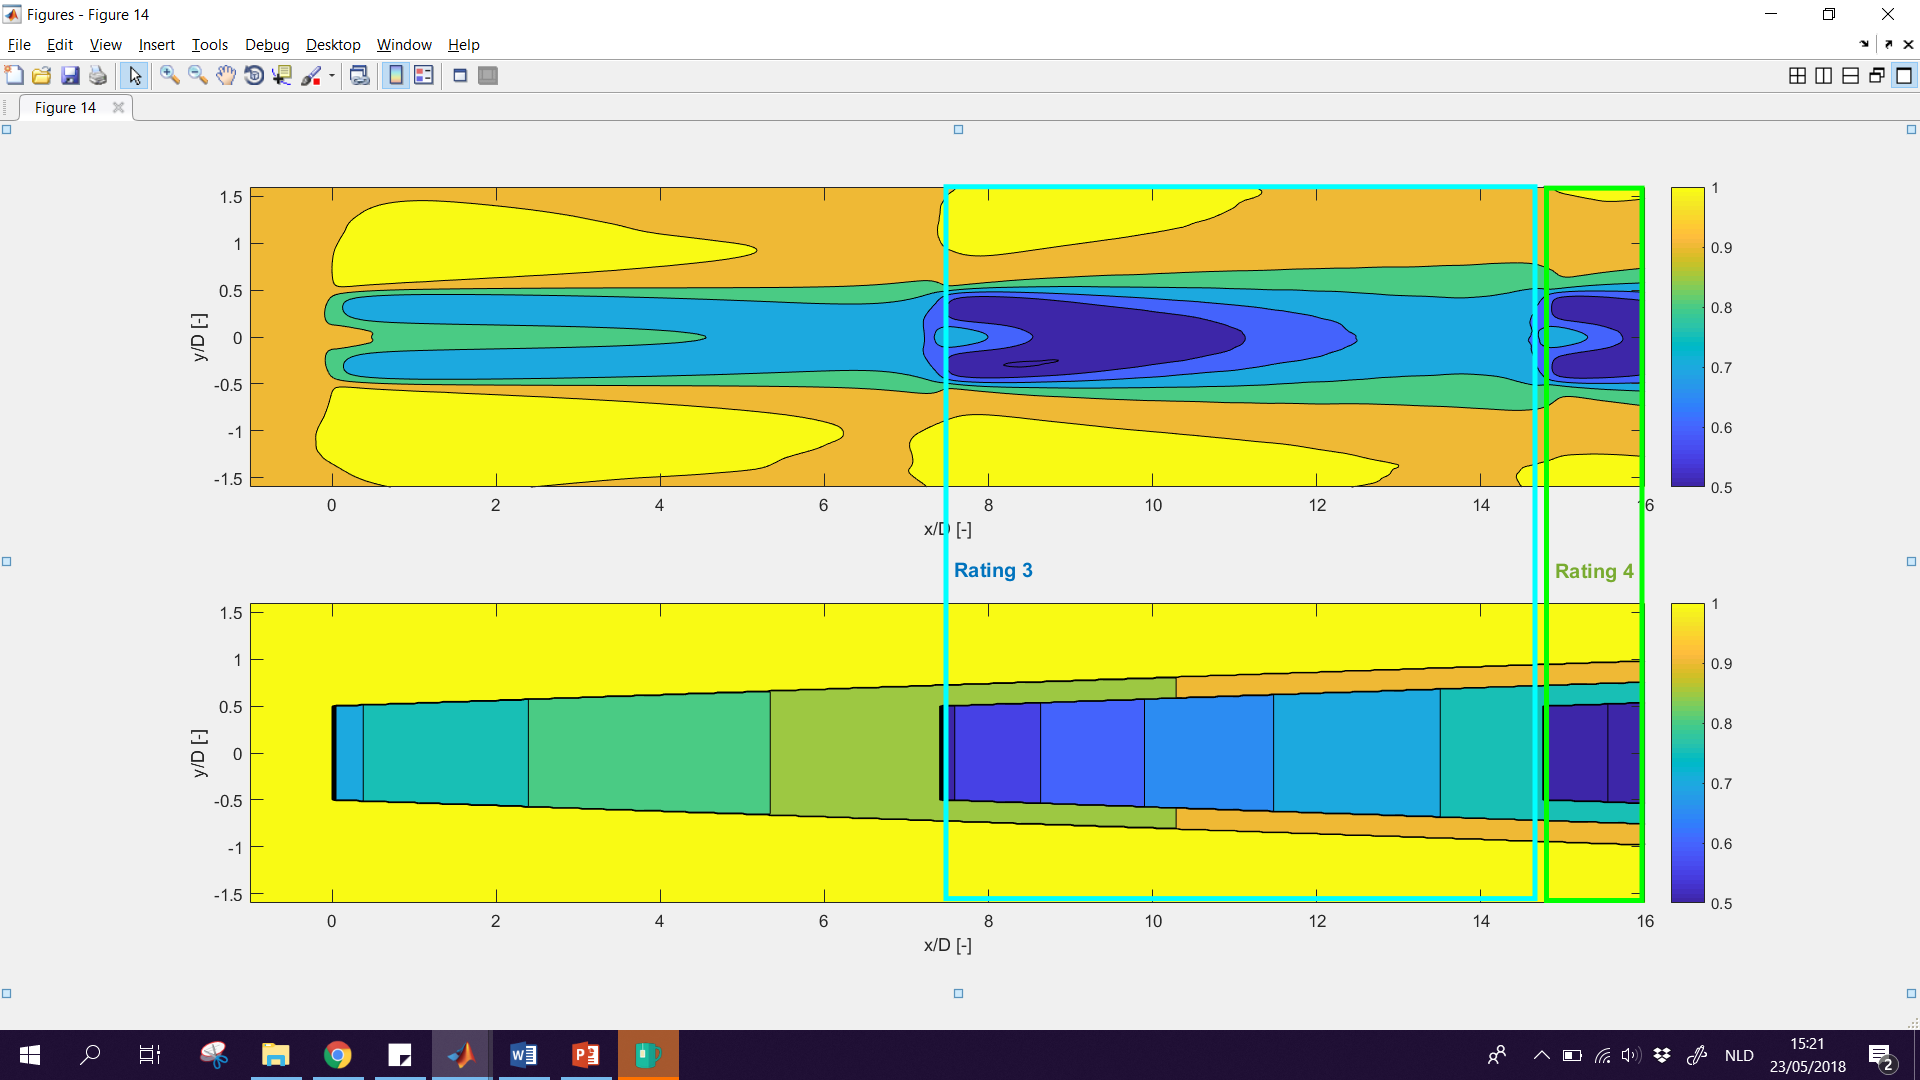 Figures - Figure 14
File Edit View Insert Tools Debug Desktop Window Help
Figure 14
1.5
1
0.5
0
-0.5
-1
-1.5
y/D [-]
0 2 4 6 8 10 12 14 16
x/D [-]
1
0.9
0.8
0.7
0.6
0.5
Rating 3
Rating 4
1.5
1
0.5
0
-0.5
-1
-1.5
y/D [-]
0 2 4 6 8 10 12 14 16
x/D [-]
1
0.9
0.8
0.7
0.6
0.5
NLD
15:21
23/05/2018
2